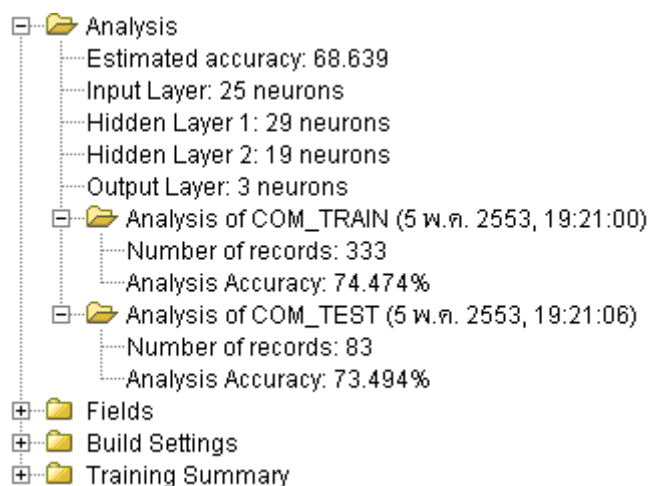 Analysis
Estimated accuracy: 68.639
Input Layer: 25 neurons
Hidden Layer 1: 29 neurons
Hidden Layer 2: 19 neurons
Output Layer: 3 neurons
Analysis of COM_TRAIN (5 พ.ค. 2553, 19:21:00)
Number of records: 333
Analysis Accuracy: 74.474%
Analysis of COM_TEST (5 พ.ค. 2553, 19:21:06)
Number of records: 83
Analysis Accuracy: 73.494%
Fields
Build Settings
Training Summary